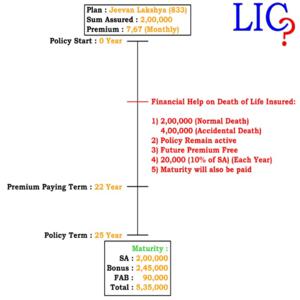 Plan : Jeevan Lakshya (833)
Sum Assured : 2,00,000
Premium : 7,67 (Monthly)
LIC?
Policy Start : 0 Year
Financial Help on Death of Life Insured:
1) 2,00,000 (Normal Death)
4,00,000 (Accidental Death)
2) Policy Remain active
3) Future Premium Free
4) 20,000 (10% of SA) (Each Year)
5) Maturity will also be paid
Premium Paying Term : 22 Year
Policy Term : 25 Year
Maturity :
SA : 2,00,000
Bonus : 2,45,000
FAB : 90,000
Total : 5,35,000